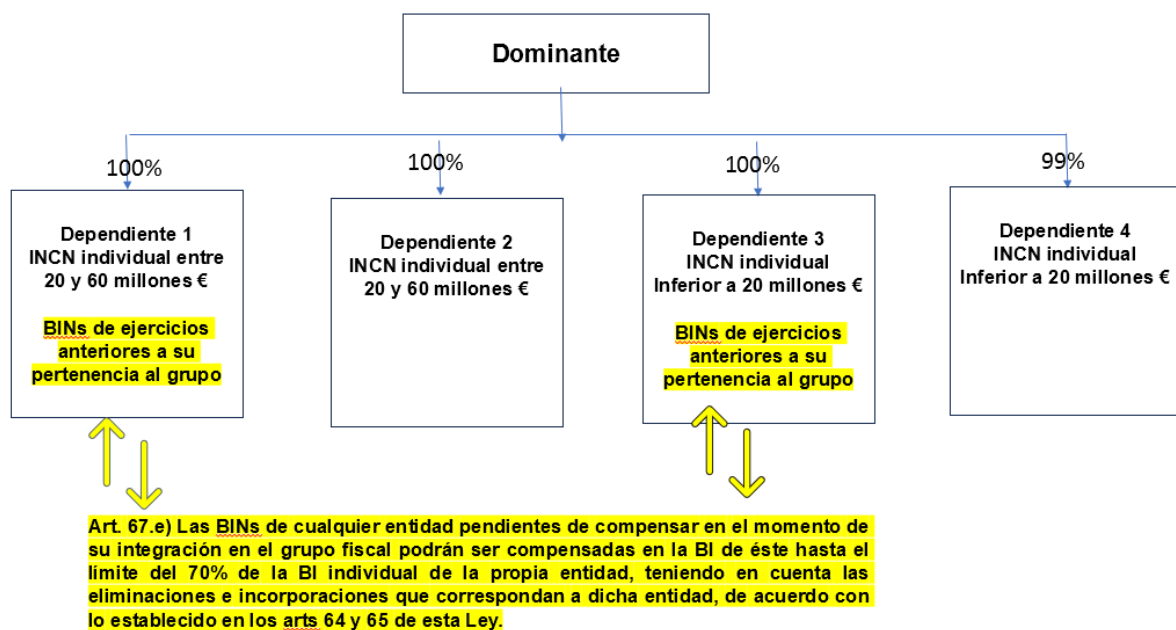 Dominante
100%
100%
100%
99%
Dependiente 1
INCN individual entre
20 y 60 millones €
BINs de ejercicios
anteriores a su
pertenencia al grupo
Dependiente 2
INCN individual entre
20 y 60 millones €
Dependiente 3
INCN individual
Inferior a 20 millones €
BINs de ejercicios
anteriores a su
pertenencia al grupo
Dependiente 4
INCN individual
Inferior a 20 millones €
Art. 67.e) Las BINs de cualquier entidad pendientes de compensar en el momento de
su integración en el grupo fiscal podrán ser compensadas en la BI de éste hasta el
límite del 70% de la BI individual de la propia entidad, teniendo en cuenta las
eliminaciones e incorporaciones que correspondan a dicha entidad, de acuerdo con
lo establecido en los arts 64 y 65 de esta Ley.